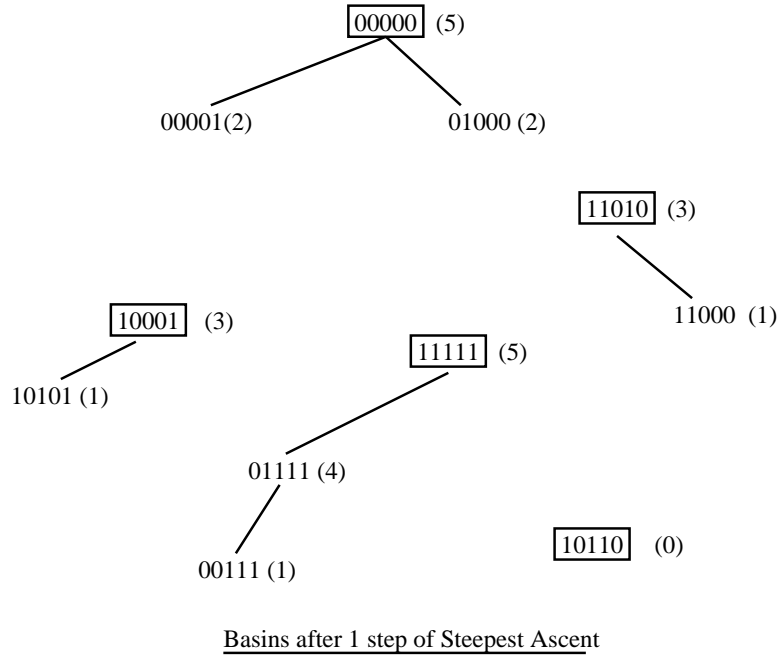 00000 (5)
00001(2) 01000 (2)
11010 (3)
10001 (3) 11000 (1)
11111 (5)
10101 (1)
01111 (4)
10110 (0)
00111 (1)
Basins after 1 step of Steepest Ascent